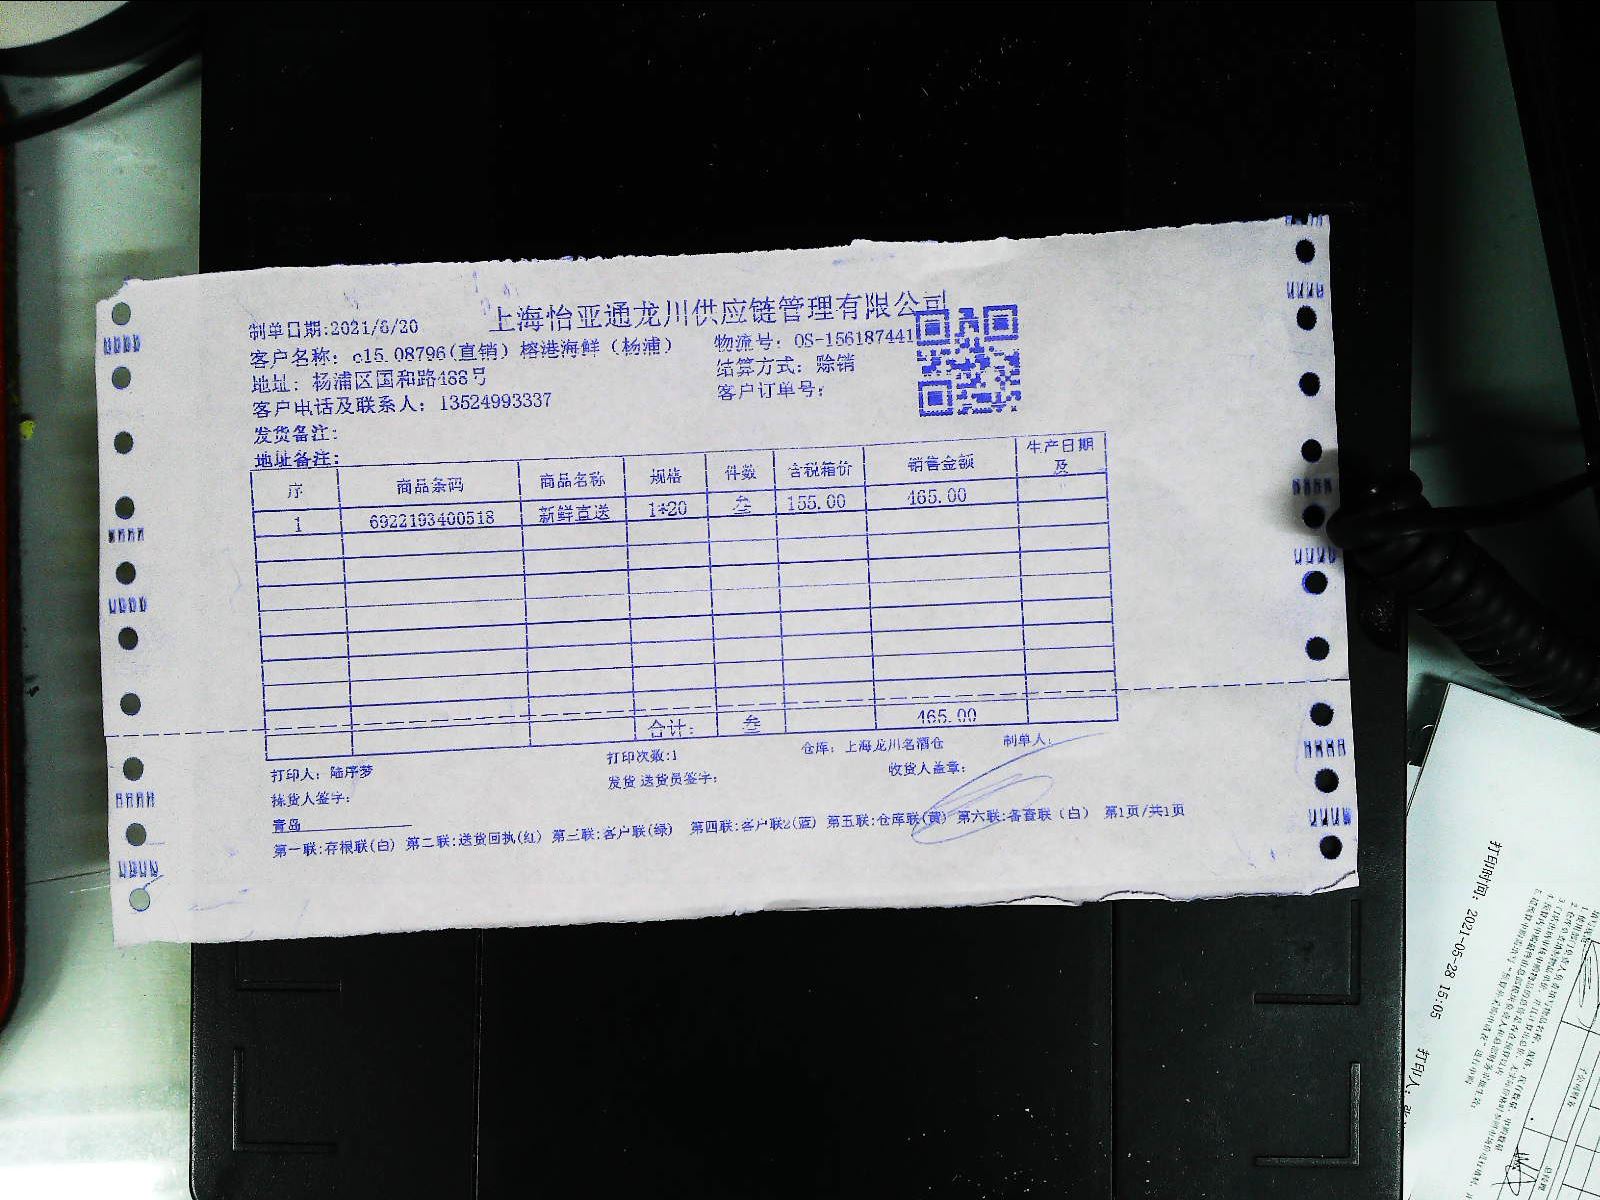 上海怡亚通龙川供应链管理有限公司
制单日期:2021/6/20
客户名称: c15.08796(直销) 榕港海鲜(杨浦) 物流号: OS-156187441
地址: 杨浦区国和路488号 结算方式: 赊销
客户电话及联系人: 13524993337 客户订单号:
发货备注:
地址备注:
序 商品条码 商品名称 规格 件数 含税箱价 销售金额 生产日期及
1 6922193400518 新鲜直送 1*20 叁 155.00 465.00
合计: 叁 465.00
打印人: 陆序梦 打印次数:1 仓库: 上海龙川名酒仓 制单人:
拣货人签字: 发货 送货员签字: 收货人盖章:
青岛
第一联:存根联(白) 第二联:送货回执(红) 第三联:客户联(绿) 第四联:客户联2(蓝) 第五联:仓库联(黄) 第六联:备查联(白) 第1页/共1页
打印时间: 2021-05-28 15:05 打印人: